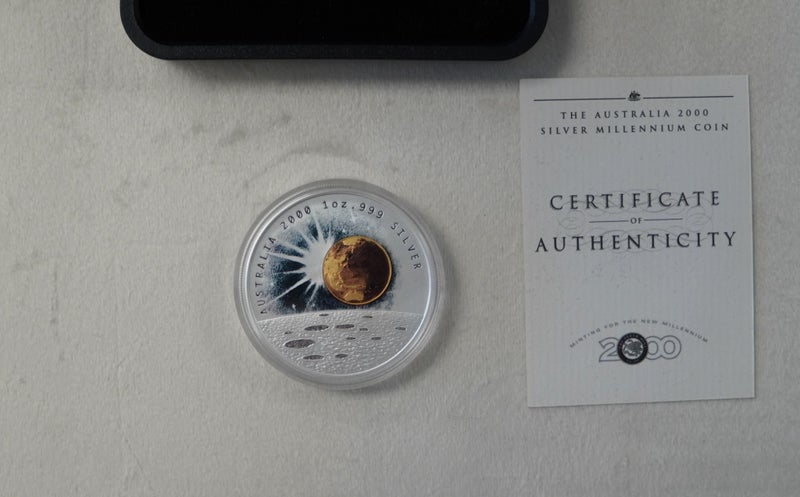 AUSTRALIA 2000 1oz .999 SILVER
THE AUSTRALIA 2000
SILVER MILLENNIUM COIN
CERTIFICATE
OF
AUTHENTICITY
MINTING FOR THE NEW MILLENNIUM
2000